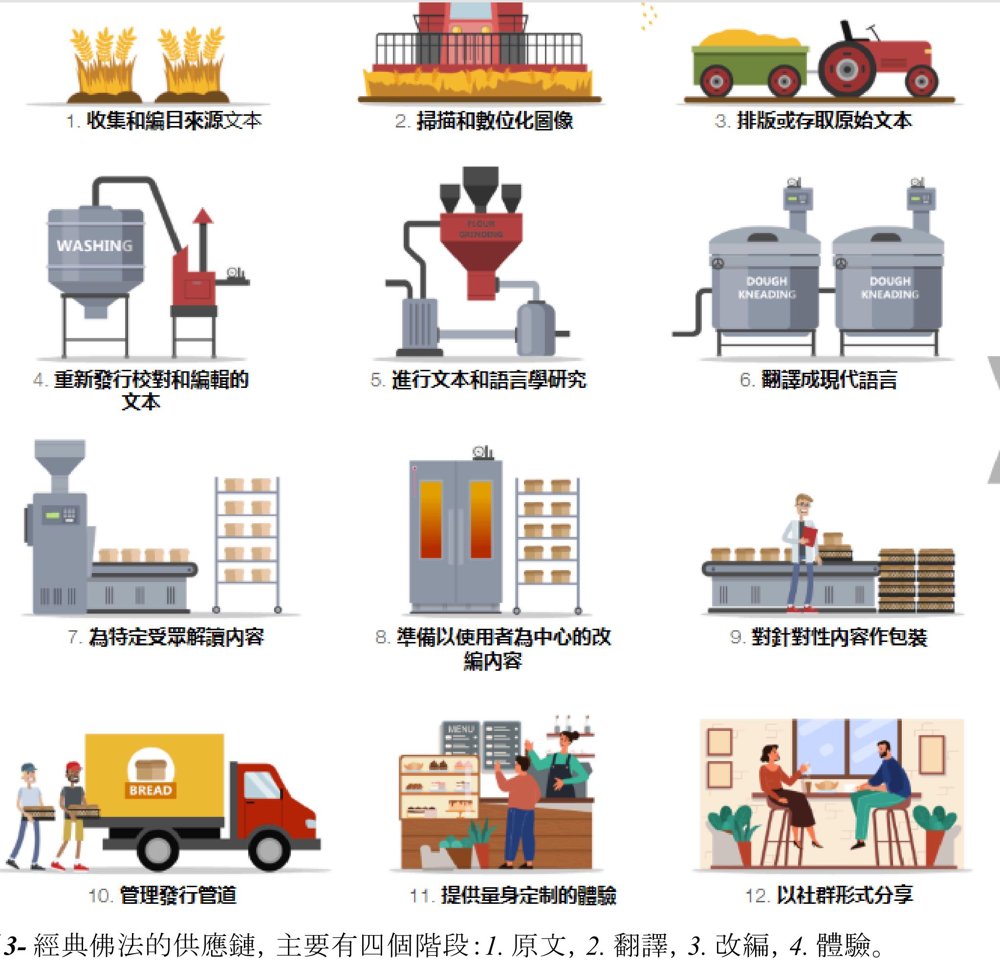 1. 收集和編目來源文本
2. 掃描和數位化圖像
3. 排版或存取原始文本
WASHING
FLOUR
GRINDING
DOUGH
KNEADING
DOUGH
KNEADING
4. 重新發行校對和編輯的
文本
5. 進行文本和語言學研究
6. 翻譯成現代語言
7. 為特定受眾解讀內容
8. 準備以使用者為中心的改
編內容
9. 對針對性內容作包裝
BREAD
MENU
10. 管理發行管道
11. 提供量身定制的體驗
12. 以社群形式分享
3- 經典佛法的供應鏈, 主要有四個階段:1. 原文, 2. 翻譯, 3. 改編, 4. 體驗。